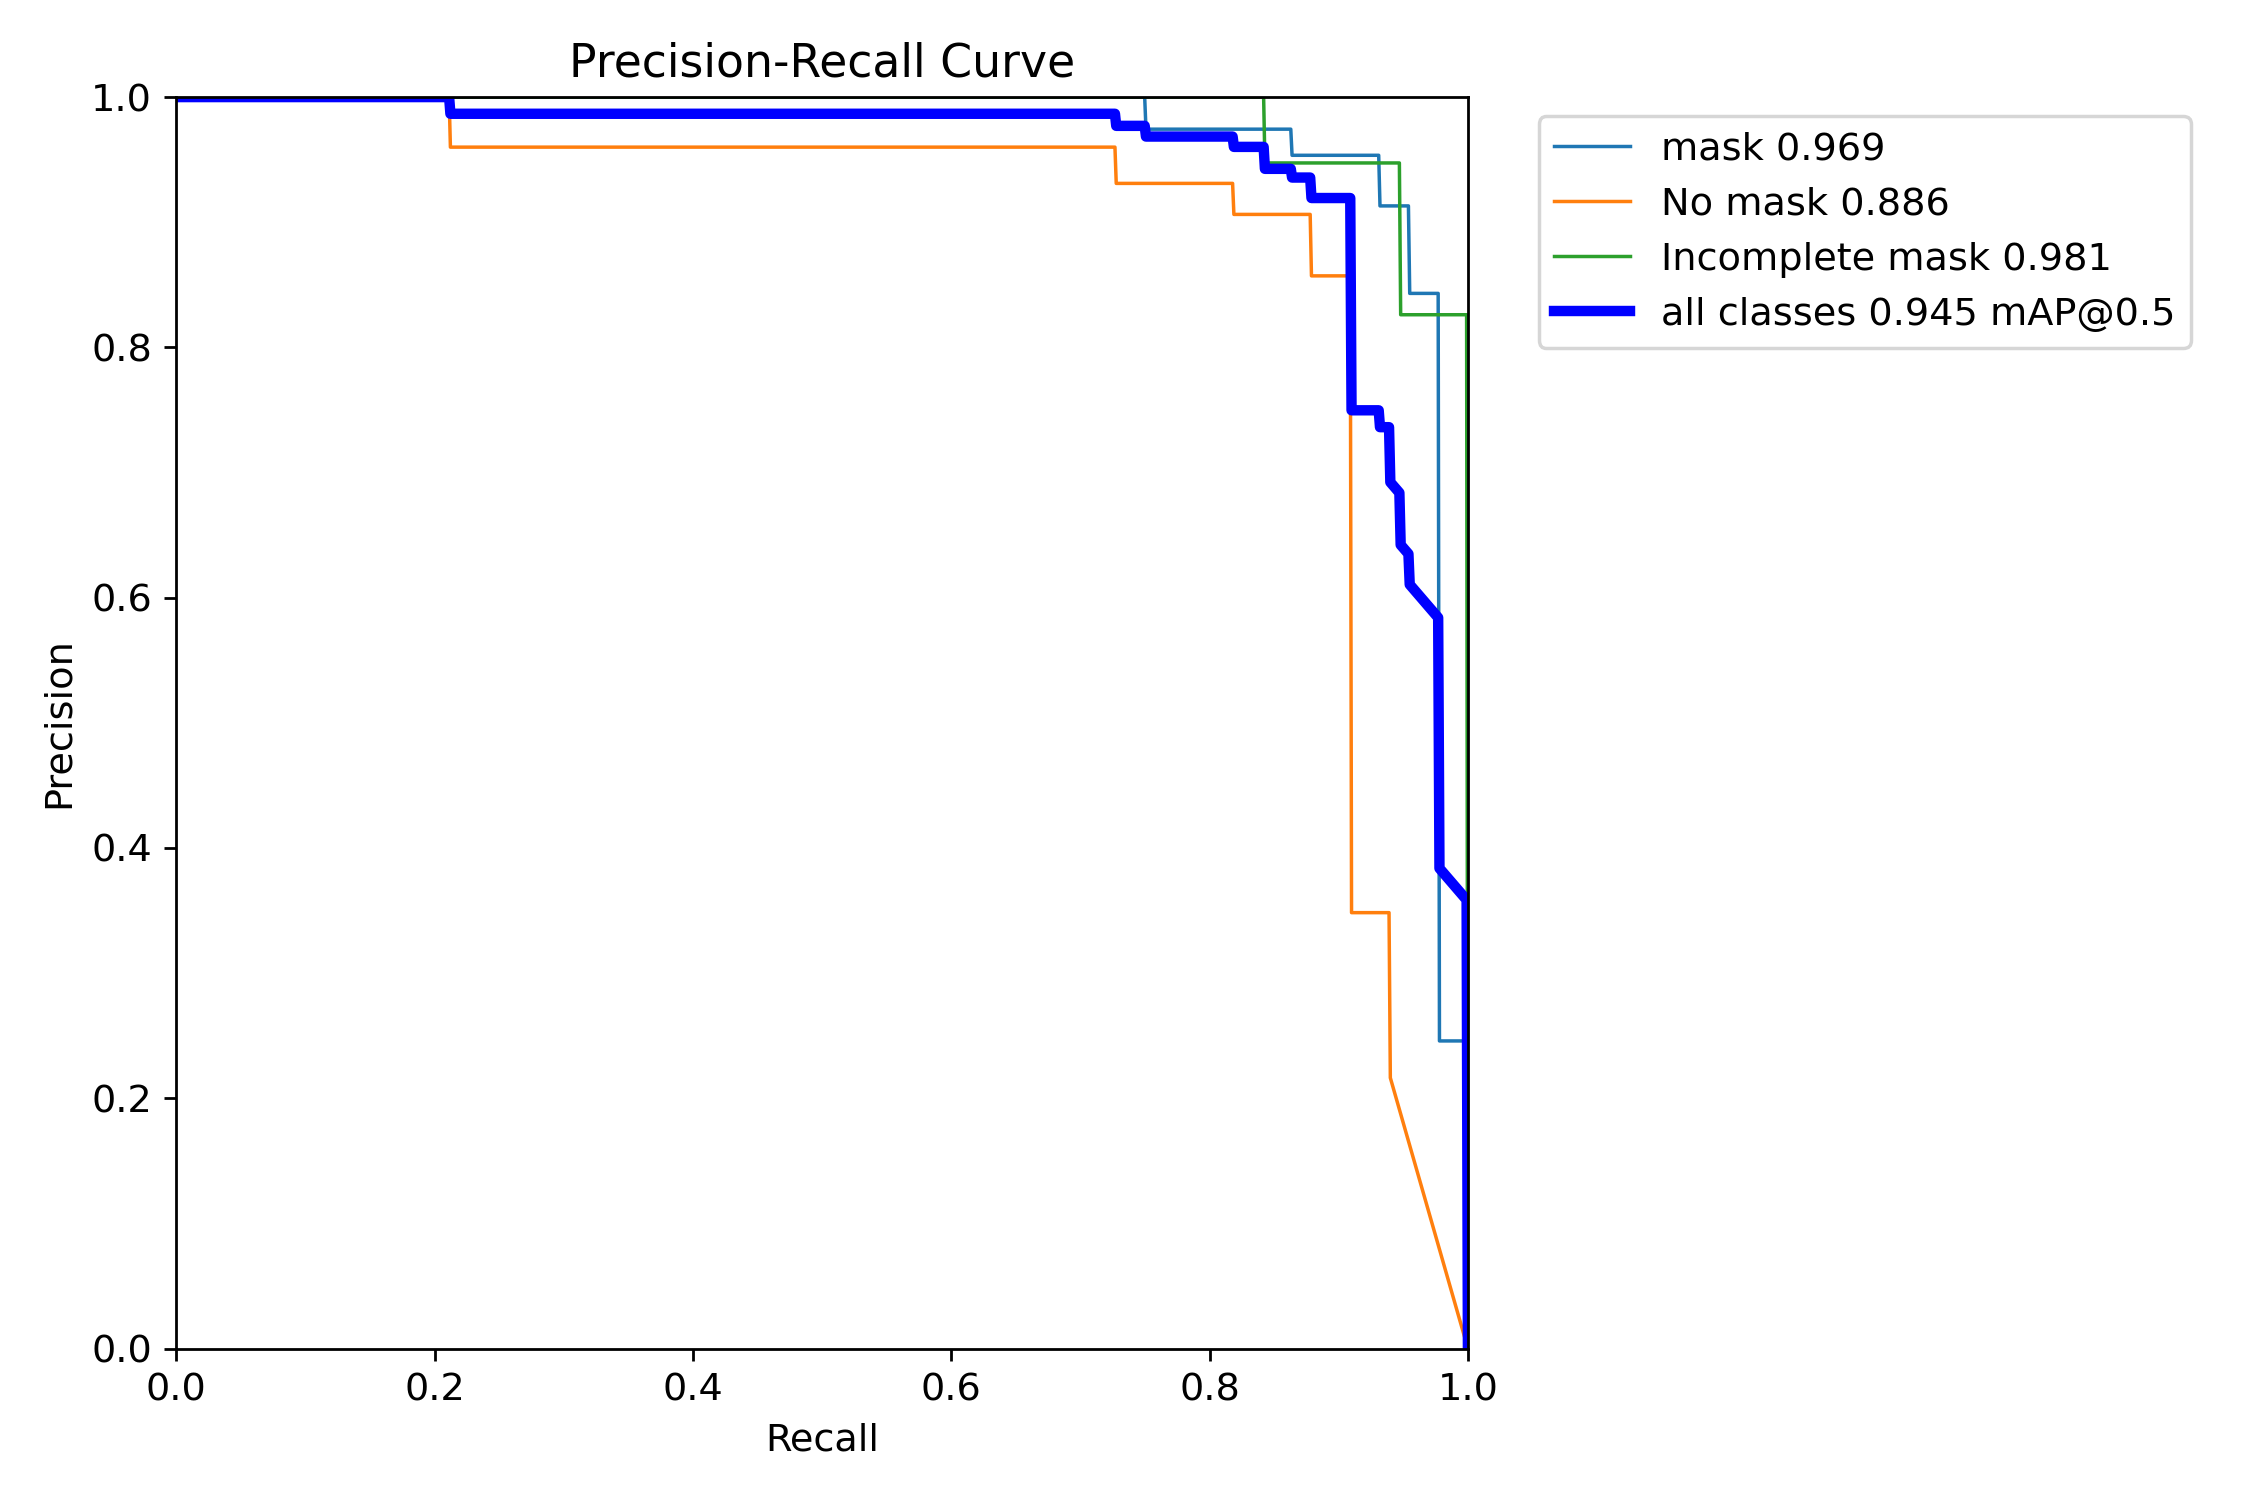 Precision-Recall Curve
1.0
0.8
0.6
0.4
0.2
0.0
Precision
0.0 0.2 0.4 0.6 0.8 1.0
Recall
mask 0.969
No mask 0.886
Incomplete mask 0.981
all classes 0.945 mAP@0.5